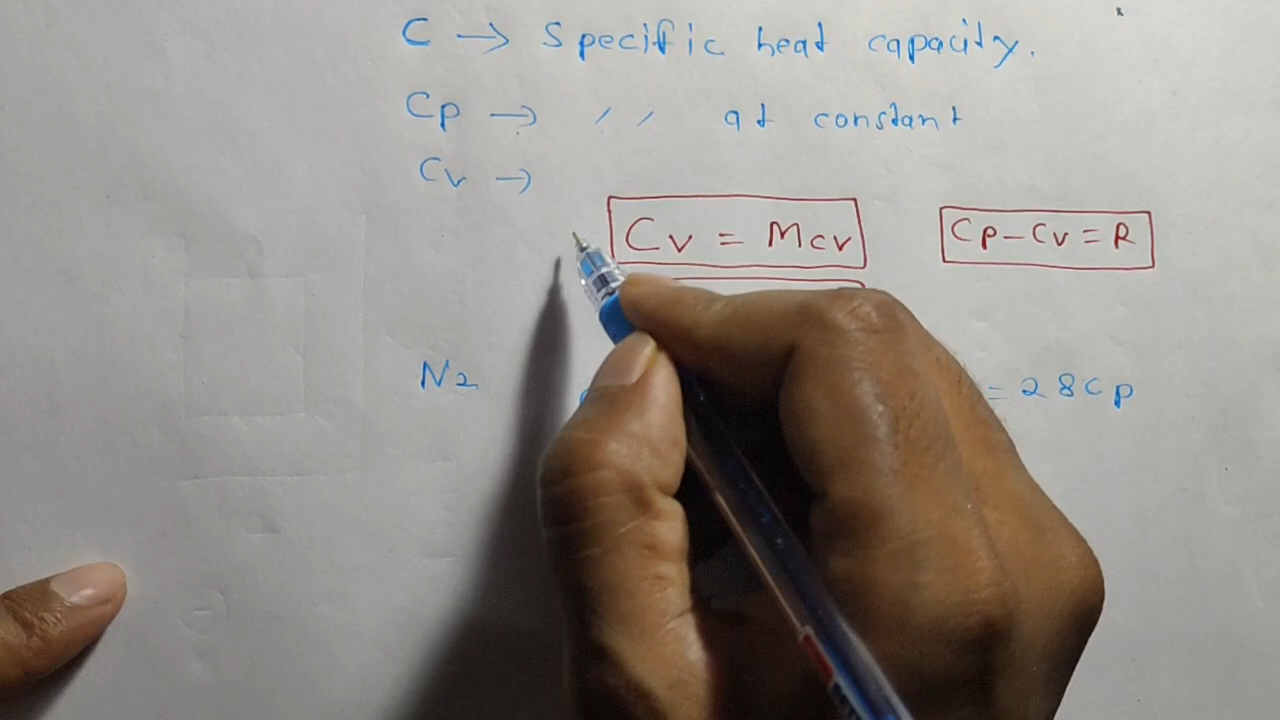 C → Specific heat capacity.
Cp → '' at constant
Cv →
Cv = Mcv
Cp-Cv=R
N2 = 28Cp